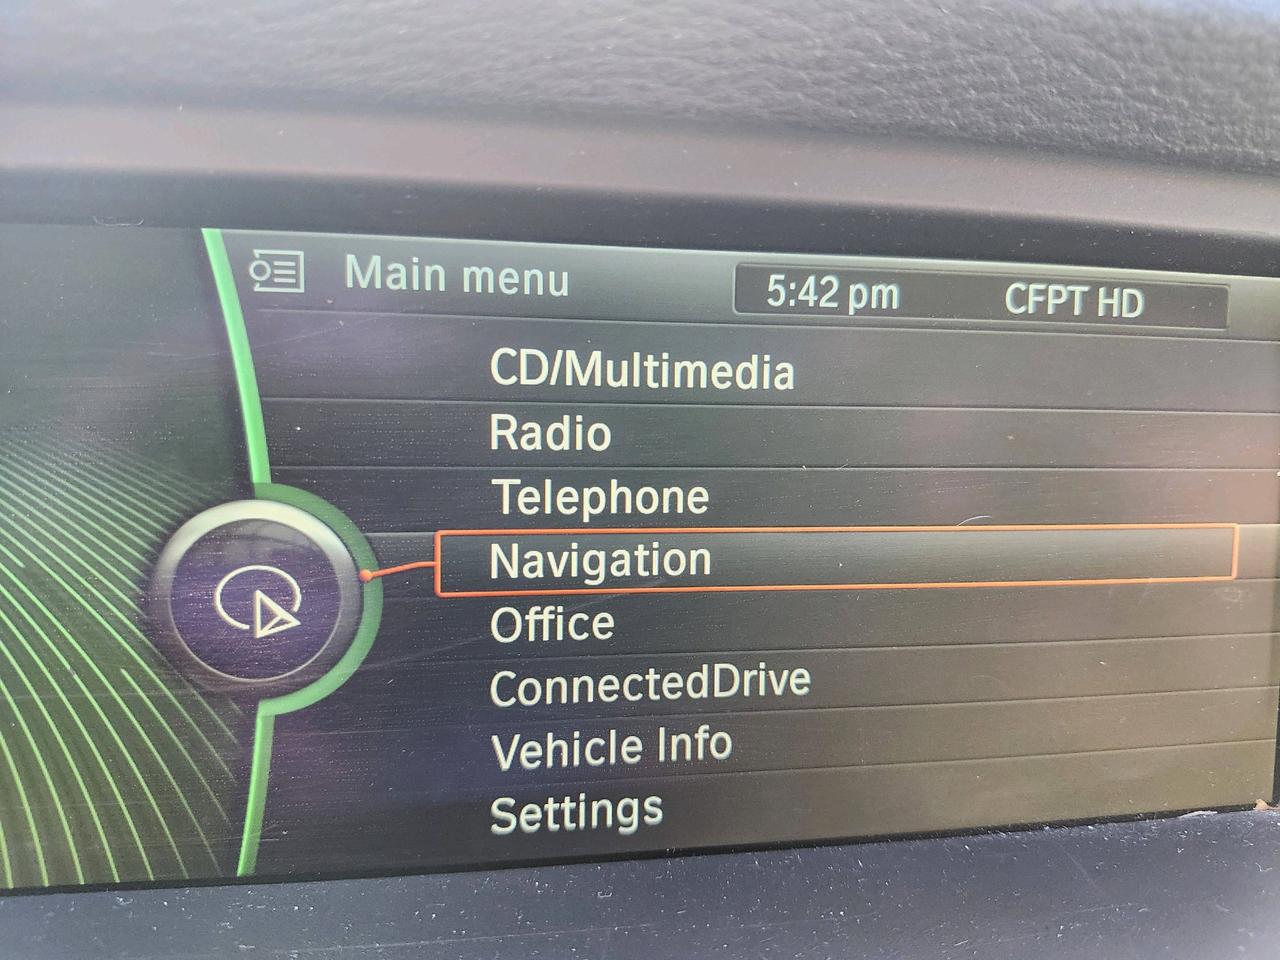 Main menu 5:42 pm CFPT HD
CD/Multimedia
Radio
Telephone
Navigation
Office
ConnectedDrive
Vehicle Info
Settings